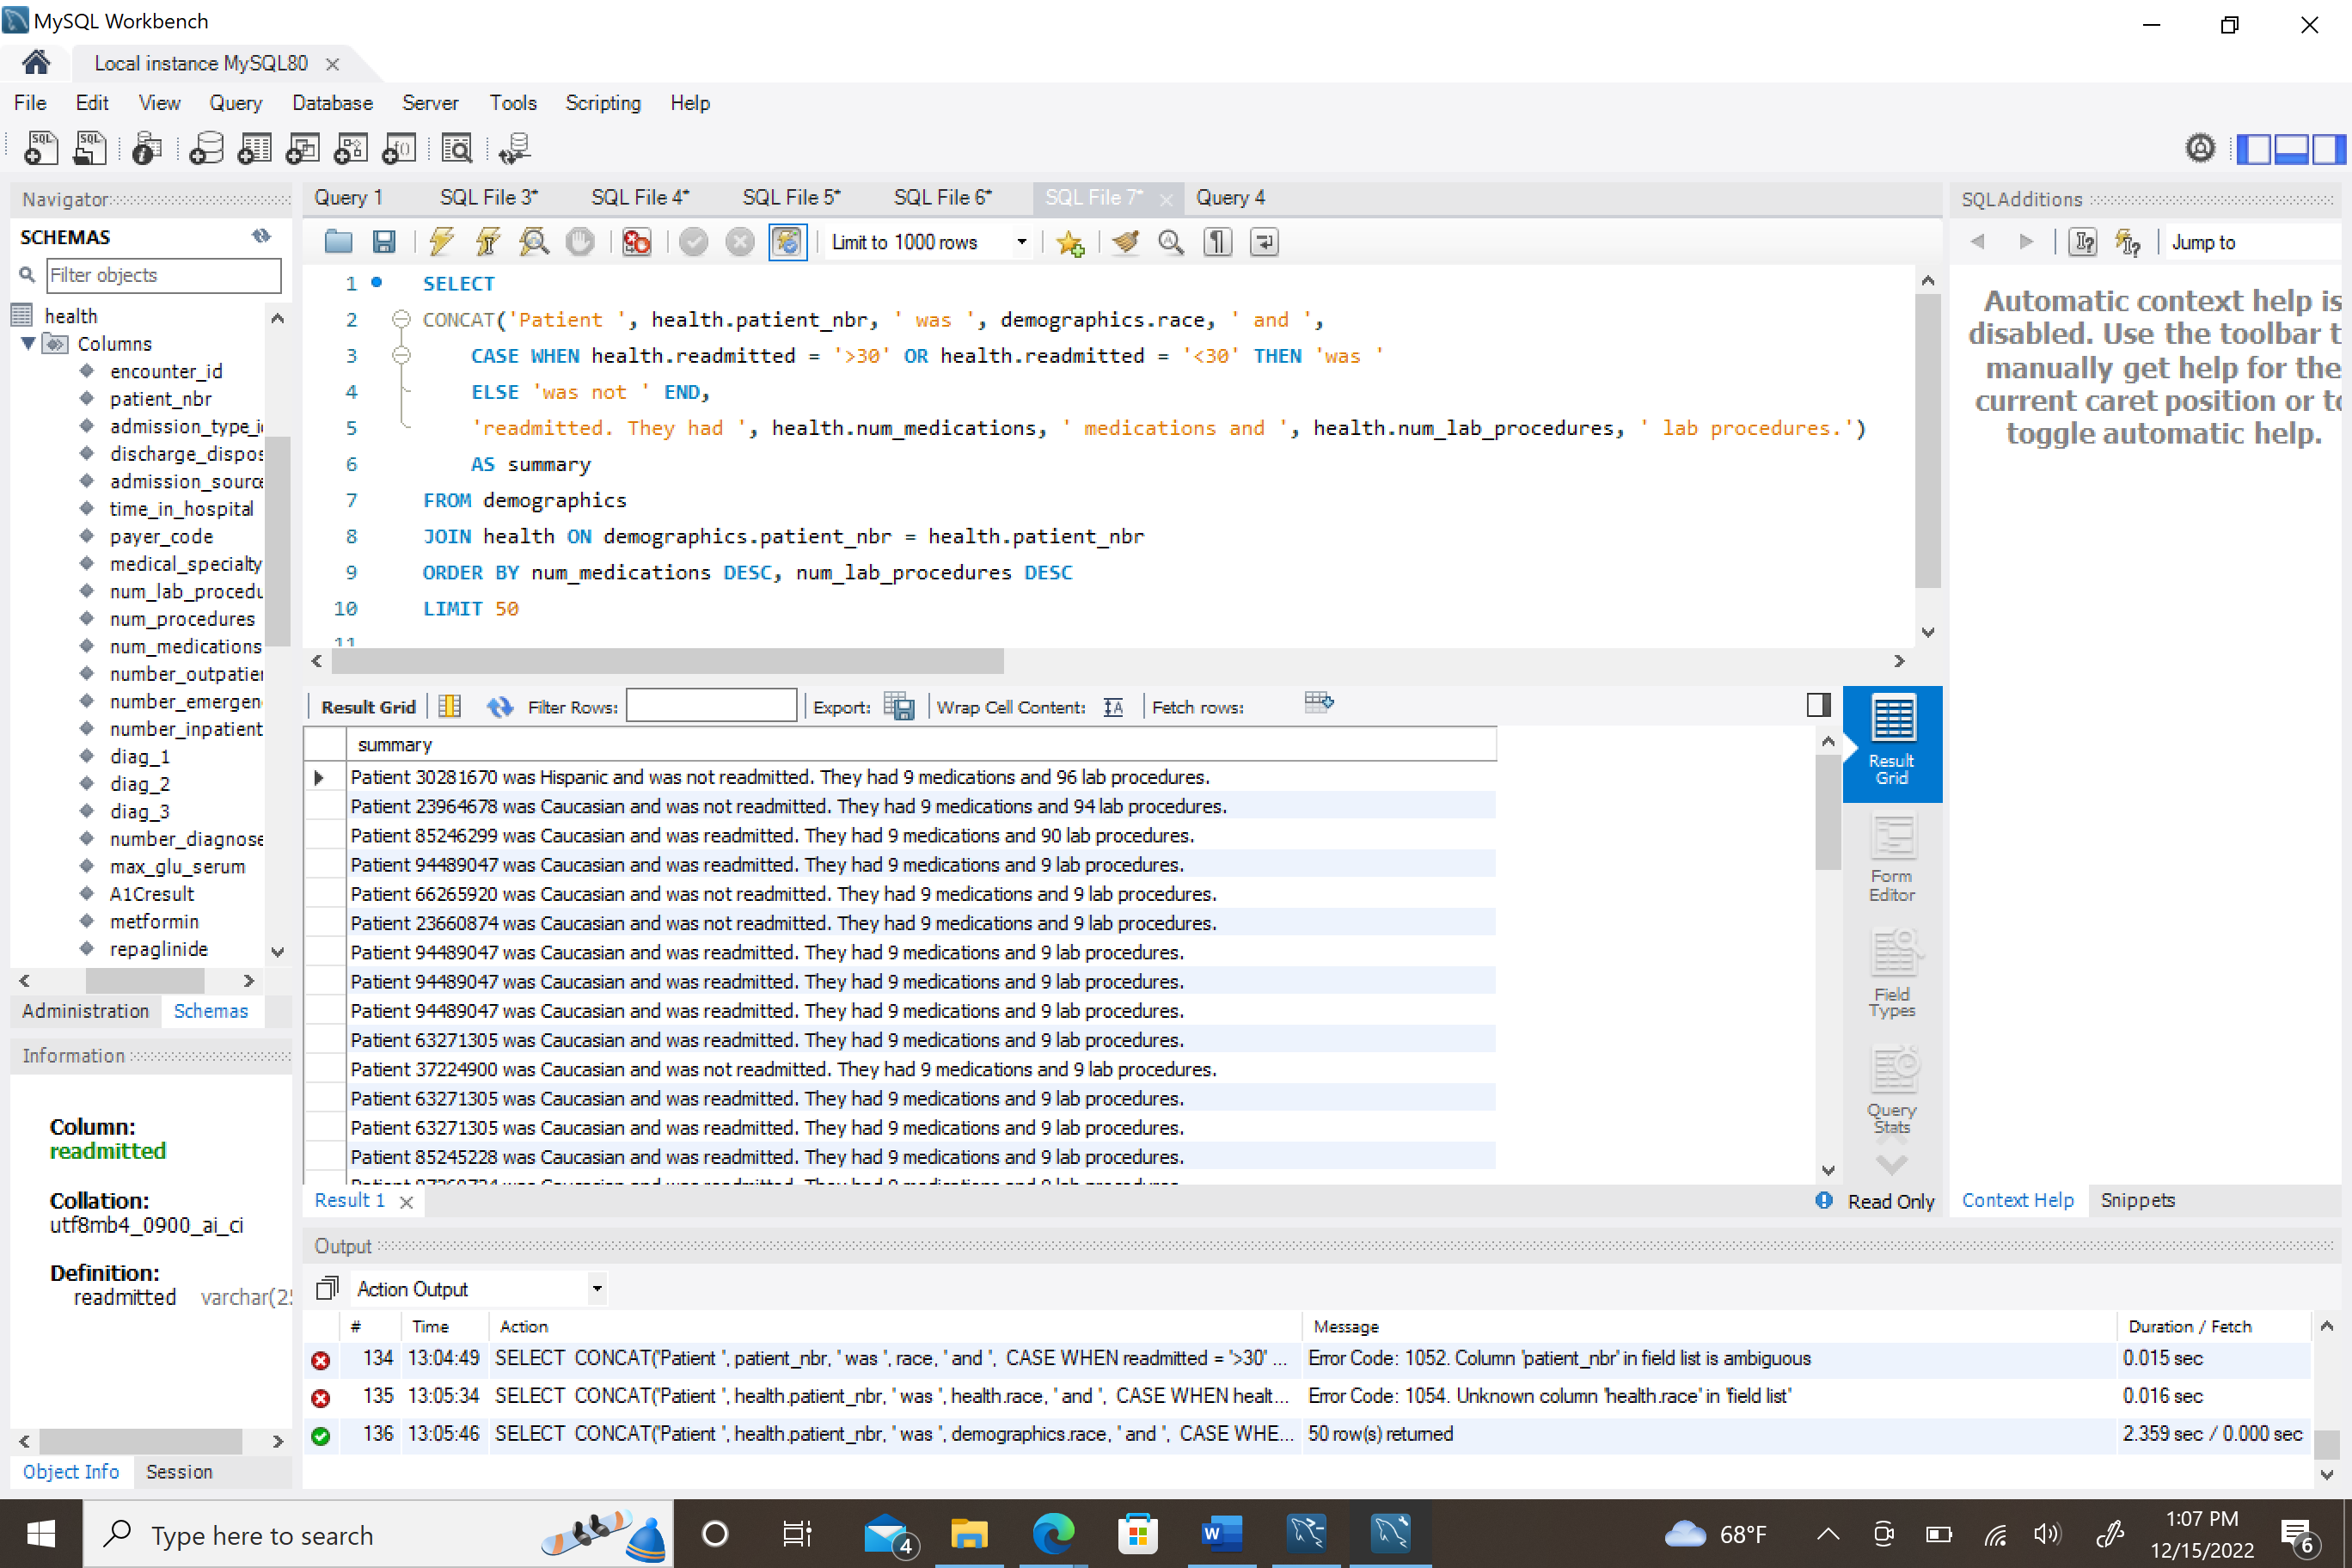 MySQL Workbench
Local instance MySQL80
File Edit View Query Database Server Tools Scripting Help
Navigator
SCHEMAS
Filter objects
health
Columns
encounter_id
patient_nbr
admission_type_i
discharge_dispos
admission_source
time_in_hospital
payer_code
medical_specialty
num_lab_procedu
num_procedures
num_medications
number_outpatien
number_emergen
number_inpatient
diag_1
diag_2
diag_3
number_diagnose
max_glu_serum
A1Cresult
metformin
repaglinide
Administration Schemas
Information
Column:
readmitted
Collation:
utf8mb4_0900_ai_ci
Definition:
readmitted varchar(2
Object Info Session
Query 1 SQL File 3* SQL File 4* SQL File 5* SQL File 6* SQL File 7* Query 4
Limit to 1000 rows
1 SELECT
2 CONCAT('Patient ', health.patient_nbr, ' was ', demographics.race, ' and ',
3 CASE WHEN health.readmitted = '>30' OR health.readmitted = '<30' THEN 'was '
4 ELSE 'was not ' END,
5 'readmitted. They had ', health.num_medications, ' medications and ', health.num_lab_procedures, ' lab procedures.')
6 AS summary
7 FROM demographics
8 JOIN health ON demographics.patient_nbr = health.patient_nbr
9 ORDER BY num_medications DESC, num_lab_procedures DESC
10 LIMIT 50
11
Result Grid Filter Rows: Export: Wrap Cell Content: Fetch rows:
summary
Patient 30281670 was Hispanic and was not readmitted. They had 9 medications and 96 lab procedures.
Patient 23964678 was Caucasian and was not readmitted. They had 9 medications and 94 lab procedures.
Patient 85246299 was Caucasian and was readmitted. They had 9 medications and 90 lab procedures.
Patient 94489047 was Caucasian and was readmitted. They had 9 medications and 9 lab procedures.
Patient 66265920 was Caucasian and was not readmitted. They had 9 medications and 9 lab procedures.
Patient 23660874 was Caucasian and was not readmitted. They had 9 medications and 9 lab procedures.
Patient 94489047 was Caucasian and was readmitted. They had 9 medications and 9 lab procedures.
Patient 94489047 was Caucasian and was readmitted. They had 9 medications and 9 lab procedures.
Patient 94489047 was Caucasian and was readmitted. They had 9 medications and 9 lab procedures.
Patient 63271305 was Caucasian and was readmitted. They had 9 medications and 9 lab procedures.
Patient 37224900 was Caucasian and was not readmitted. They had 9 medications and 9 lab procedures.
Patient 63271305 was Caucasian and was readmitted. They had 9 medications and 9 lab procedures.
Patient 63271305 was Caucasian and was readmitted. They had 9 medications and 9 lab procedures.
Patient 85245228 was Caucasian and was readmitted. They had 9 medications and 9 lab procedures.
Result Grid
Form Editor
Field Types
Query Stats
Result 1
Read Only
SQLAdditions
Jump to
Automatic context help is
disabled. Use the toolbar t
manually get help for the
current caret position or to
toggle automatic help.
Context Help Snippets
Output
Action Output
# Time Action Message Duration / Fetch
134 13:04:49 SELECT CONCAT('Patient ', patient_nbr, ' was ', race, ' and ', CASE WHEN readmitted = '>30' ... Error Code: 1052. Column 'patient_nbr' in field list is ambiguous 0.015 sec
135 13:05:34 SELECT CONCAT('Patient ', health.patient_nbr, ' was ', health.race, ' and ', CASE WHEN healt... Error Code: 1054. Unknown column 'health.race' in 'field list' 0.016 sec
136 13:05:46 SELECT CONCAT('Patient ', health.patient_nbr, ' was ', demographics.race, ' and ', CASE WHE... 50 row(s) returned 2.359 sec / 0.000 sec
Type here to search
4
68°F
1:07 PM
12/15/2022
6